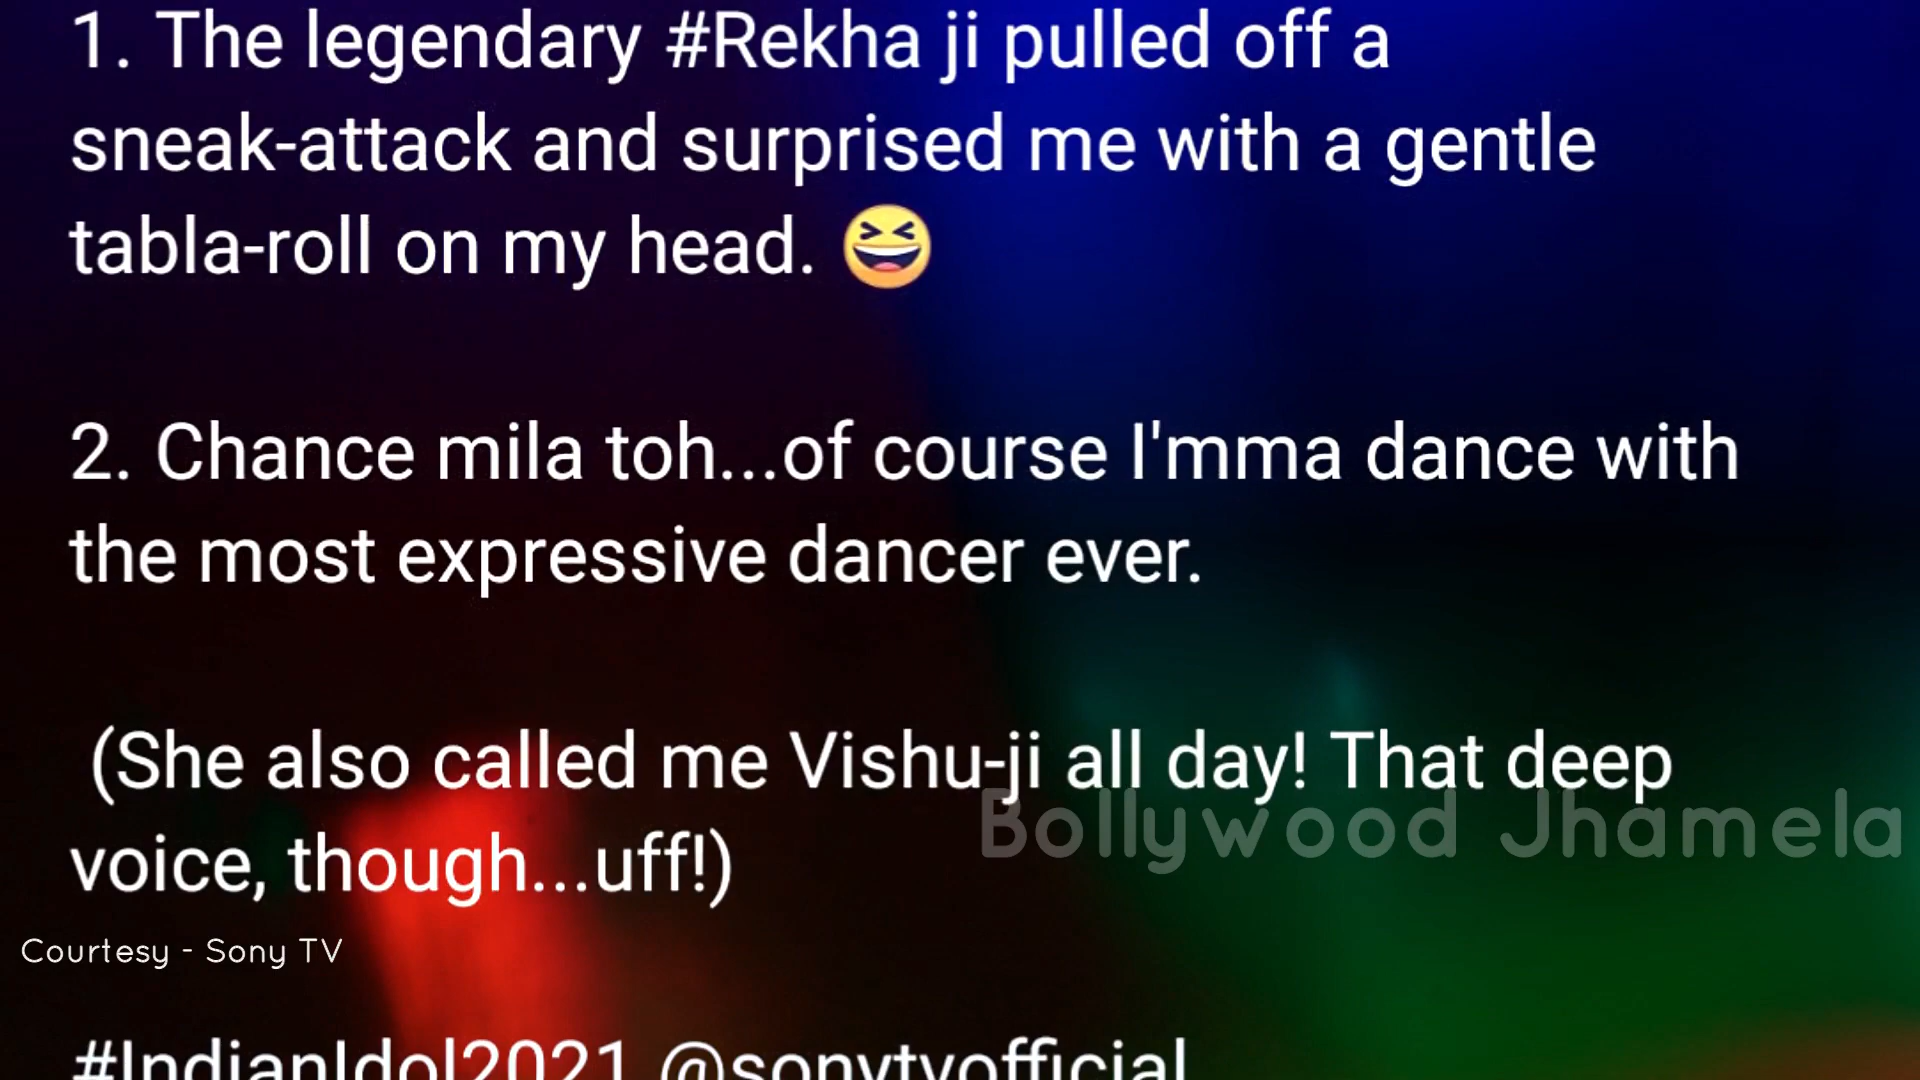 1. The legendary #Rekha ji pulled off a
sneak-attack and surprised me with a gentle
tabla-roll on my head. 😆
2. Chance mila toh...of course I'mma dance with
the most expressive dancer ever.
(She also called me Vishu-ji all day! That deep
voice, though...uff!)
Bollywood Jhamela
Courtesy - Sony TV
#IndianIdol2021 @sonytvofficial